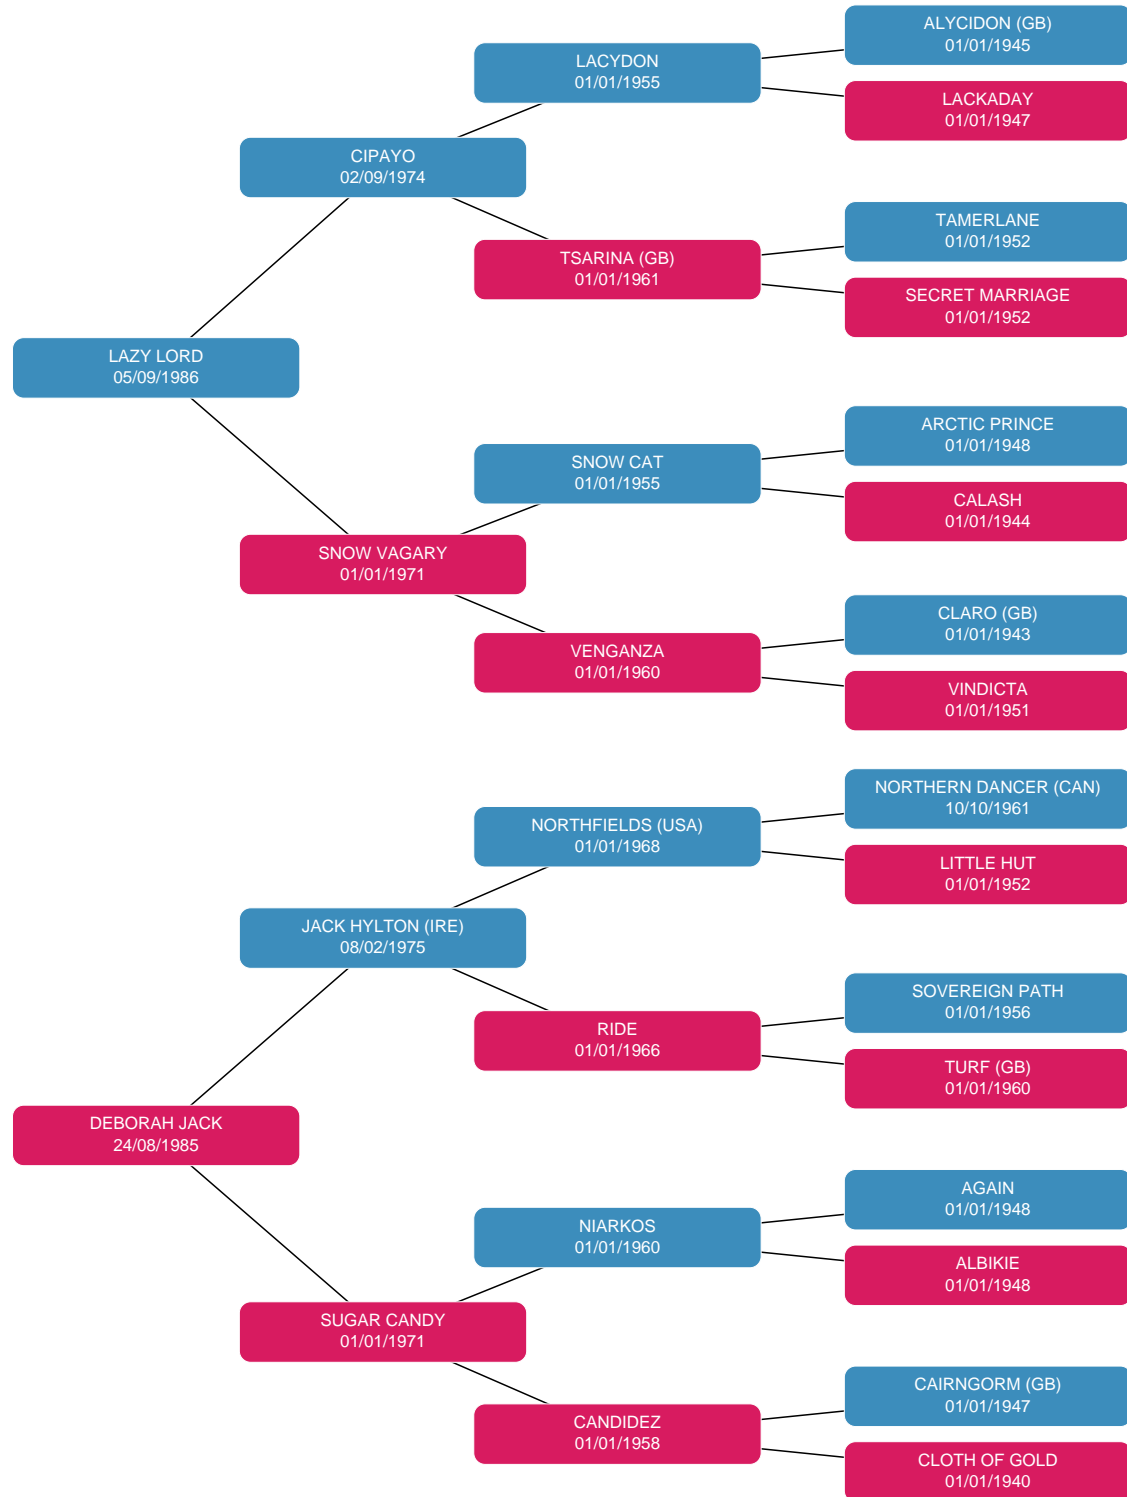 ALYCIDON (GB)
01/01/1945
LACYDON
01/01/1955
LACKADAY
01/01/1947
CIPAYO
02/09/1974
TAMERLANE
01/01/1952
TSARINA (GB)
01/01/1961
SECRET MARRIAGE
01/01/1952
LAZY LORD
05/09/1986
ARCTIC PRINCE
01/01/1948
SNOW CAT
01/01/1955
CALASH
01/01/1944
SNOW VAGARY
01/01/1971
CLARO (GB)
01/01/1943
VENGANZA
01/01/1960
VINDICTA
01/01/1951
NORTHERN DANCER (CAN)
10/10/1961
NORTHFIELDS (USA)
01/01/1968
LITTLE HUT
01/01/1952
JACK HYLTON (IRE)
08/02/1975
SOVEREIGN PATH
01/01/1956
RIDE
01/01/1966
TURF (GB)
01/01/1960
DEBORAH JACK
24/08/1985
AGAIN
01/01/1948
NIARKOS
01/01/1960
ALBIKIE
01/01/1948
SUGAR CANDY
01/01/1971
CAIRNGORM (GB)
01/01/1947
CANDIDEZ
01/01/1958
CLOTH OF GOLD
01/01/1940